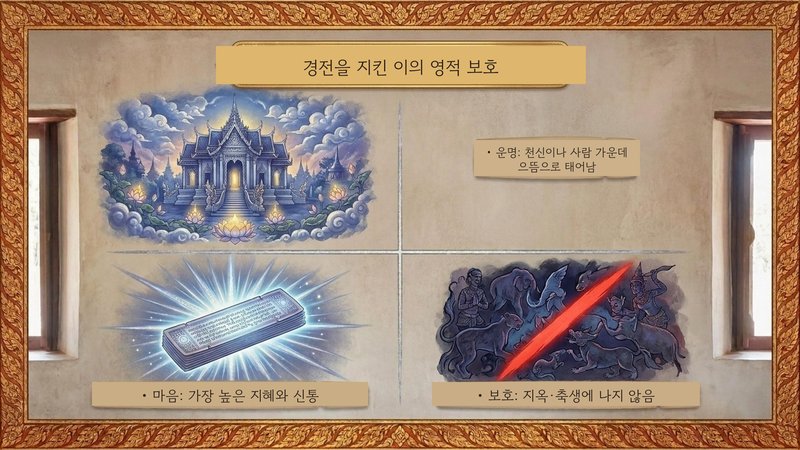 경전을 지킨 이의 영적 보호
• 운명: 천신이나 사람 가운데
으뜸으로 태어남
• 마음: 가장 높은 지혜와 신통
• 보호: 지옥·축생에 나지 않음